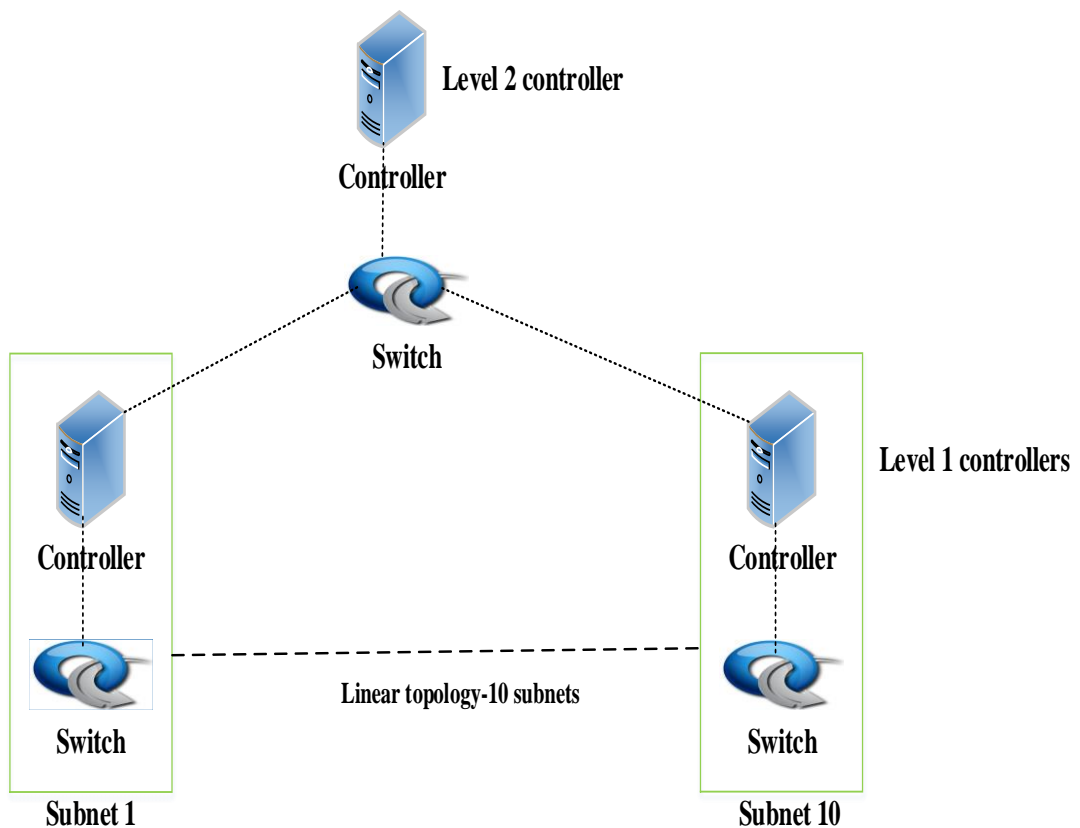 Level 2 controller
Controller
Switch
Level 1 controllers
Controller
Controller
Linear topology-10 subnets
Switch
Switch
Subnet 1
Subnet 10